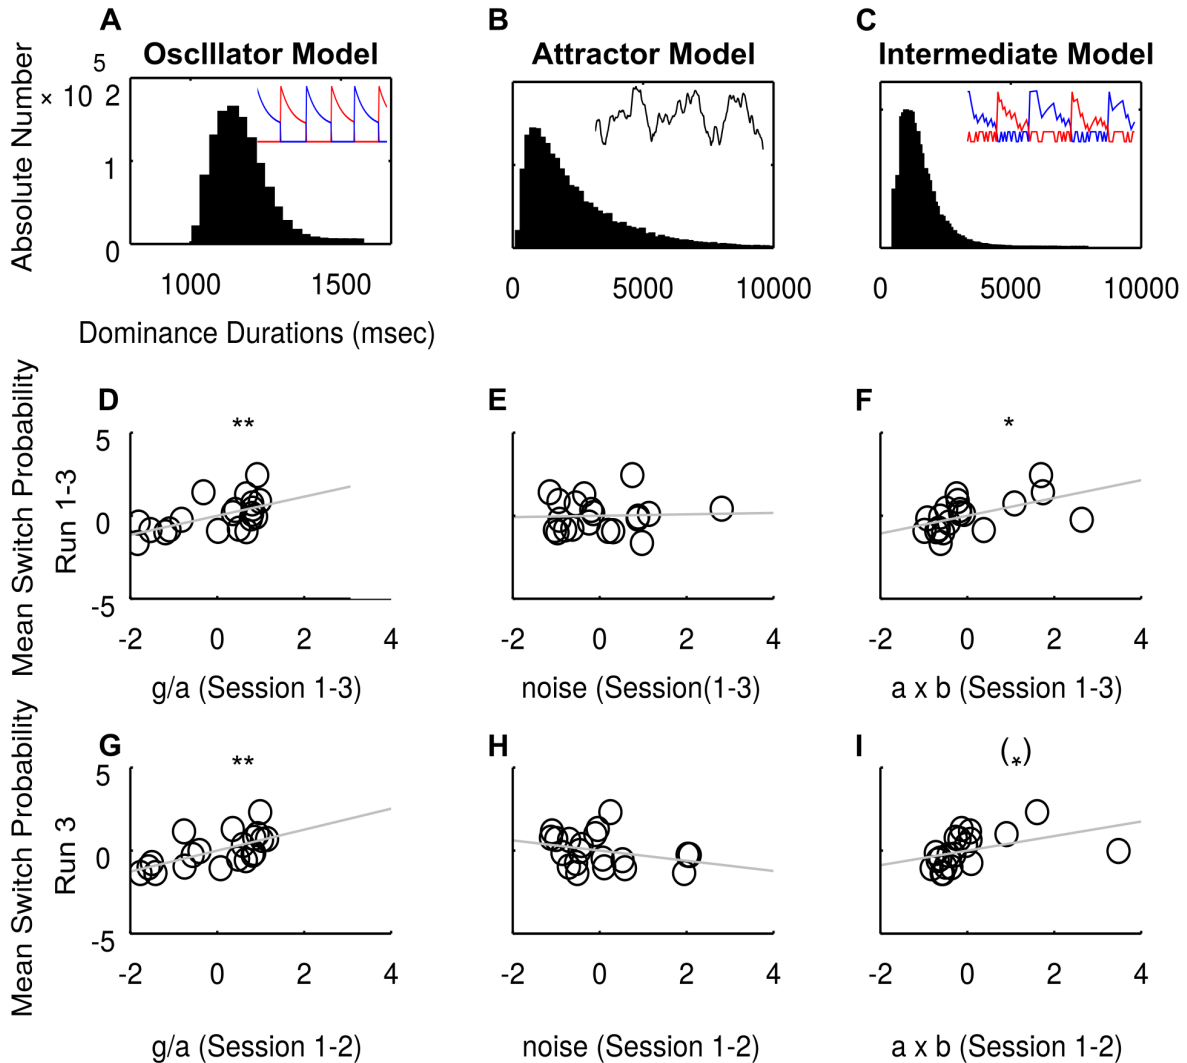 A
B
C
Oscillator Model
Attractor Model
Intermediate Model
Absolute Number
× 10 5
2
1
0
1000 1500
0 5000 10000
0 5000 10000
Dominance Durations (msec)
Mean Switch Probability
Run 1-3
D
E
F
**
*
5
0
-5
-2 0 2 4
-2 0 2 4
-2 0 2 4
g/a (Session 1-3)
noise (Session(1-3)
a x b (Session 1-3)
Mean Switch Probability
Run 3
G
H
I
**
(*)
5
0
-5
-2 0 2 4
-2 0 2 4
-2 0 2 4
g/a (Session 1-2)
noise (Session 1-2)
a x b (Session 1-2)